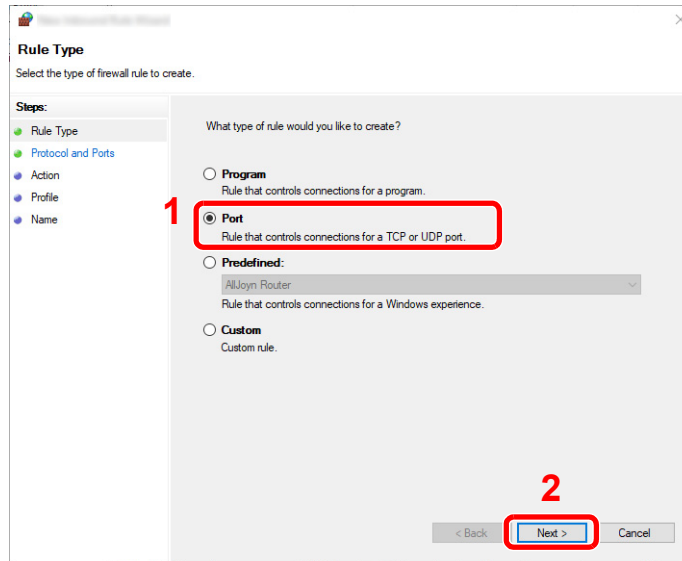 Rule Type
Select the type of firewall rule to create.
Steps:
Rule Type
Protocol and Ports
Action
Profile
Name
What type of rule would you like to create?
Program
Rule that controls connections for a program.
1
Port
Rule that controls connections for a TCP or UDP port.
Predefined:
AllJoyn Router
Rule that controls connections for a Windows experience.
Custom
Custom rule.
2
< Back
Next >
Cancel